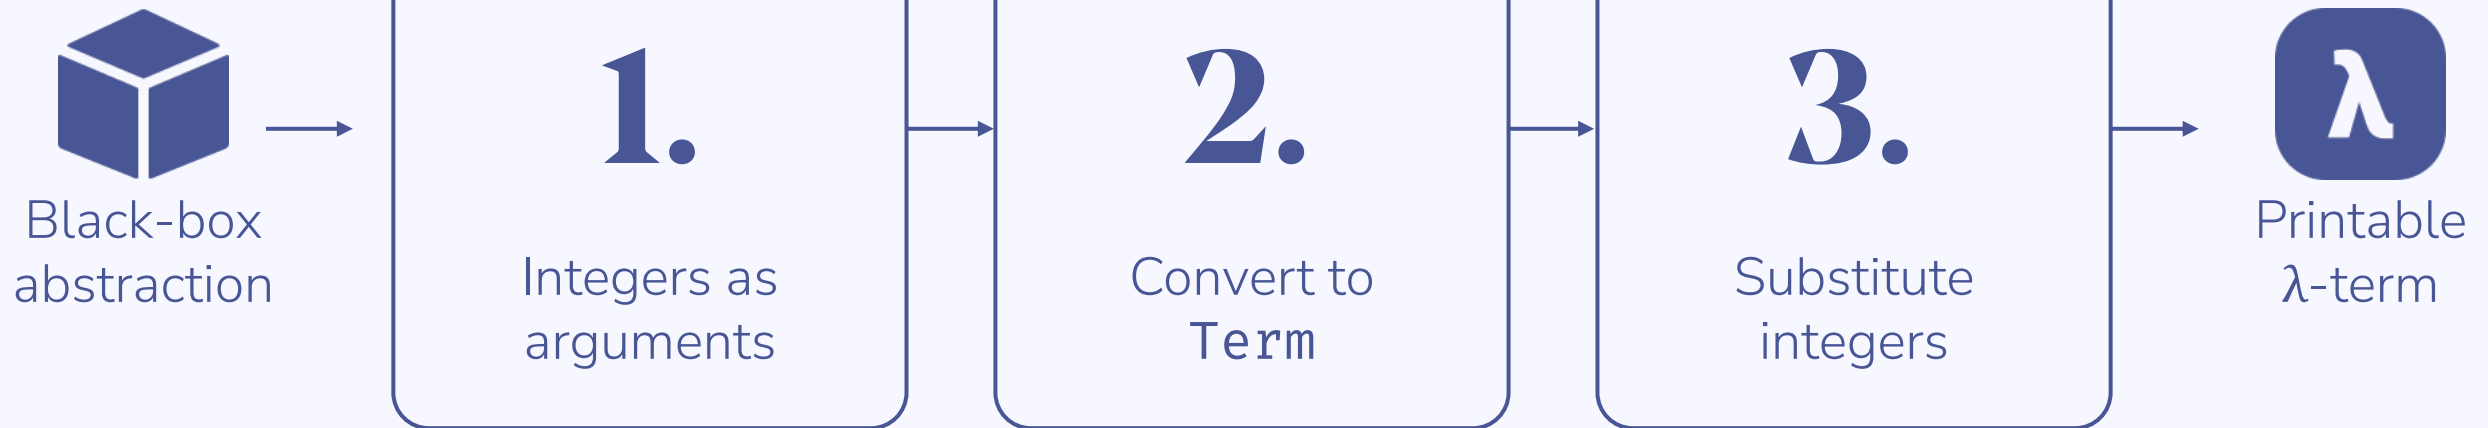 Black-box
abstraction
1.
Integers as
arguments
2.
Convert to
Term
3.
Substitute
integers
λ
Printable
λ-term